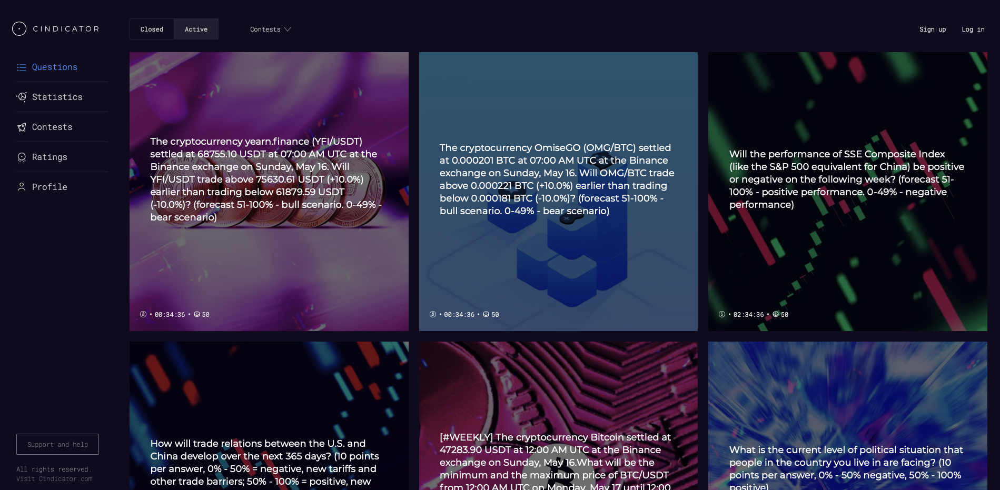 CINDICATOR
Closed
Active
Contests
Sign up
Log in
Questions
Statistics
Contests
Ratings
Profile
The cryptocurrency yearn.finance (YFI/USDT)
settled at 68755.10 USDT at 07:00 AM UTC at the
Binance exchange on Sunday, May 16. Will
YFI/USDT trade above 75630.61 USDT (+10.0%)
earlier than trading below 61879.59 USDT
(-10.0%)? (forecast 51-100% - bull scenario. 0-49% -
bear scenario)
• 00:34:36 • 50
The cryptocurrency OmiseGO (OMG/BTC) settled
at 0.000201 BTC at 07:00 AM UTC at the Binance
exchange on Sunday, May 16. Will OMG/BTC trade
above 0.000221 BTC (+10.0%) earlier than trading
below 0.000181 BTC (-10.0%)? (forecast 51-100% -
bull scenario. 0-49% - bear scenario)
• 00:34:36 • 50
Will the performance of SSE Composite Index
(like the S&P 500 equivalent for China) be positive
or negative on the following week? (forecast 51-
100% - positive performance. 0-49% - negative
performance)
• 02:34:36 • 50
How will trade relations between the U.S. and
China develop over the next 365 days? (10 points
per answer, 0% - 50% = negative, new tariffs and
other trade barriers; 50% - 100% = positive, new
[#WEEKLY] The cryptocurrency Bitcoin settled at
47283.90 USDT at 12:00 AM UTC at the Binance
exchange on Sunday, May 16.What will be the
minimum and the maximum price of BTC/USDT
from 12:00 AM UTC on Monday, May 17 until 12:00
What is the current level of political situation that
people in the country you live in are facing? (10
points per answer, 0% - 50% negative, 50% - 100%
positive)
Support and help
All rights reserved.
Visit Cindicator.com